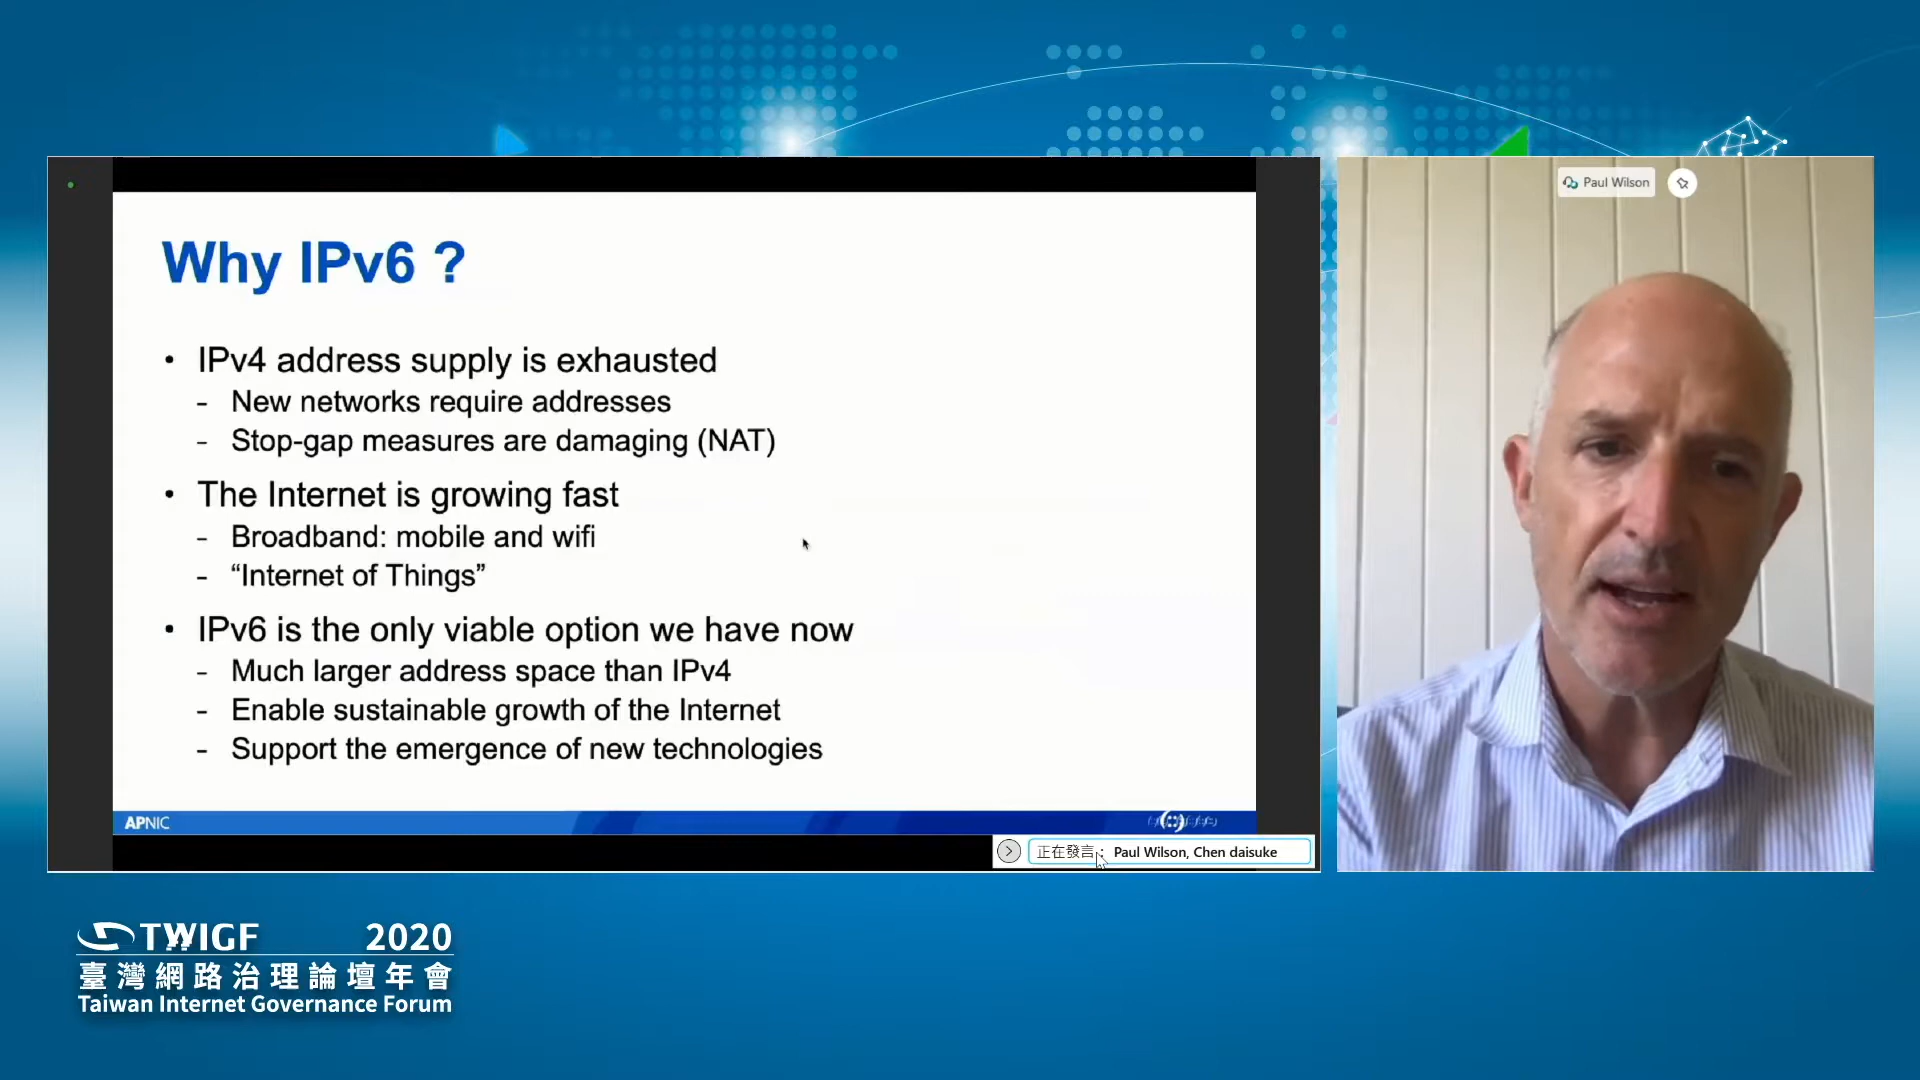 Why IPv6 ?
• IPv4 address supply is exhausted
- New networks require addresses
- Stop-gap measures are damaging (NAT)
• The Internet is growing fast
- Broadband: mobile and wifi
- “Internet of Things”
• IPv6 is the only viable option we have now
- Much larger address space than IPv4
- Enable sustainable growth of the Internet
- Support the emergence of new technologies
APNIC
正在發言： Paul Wilson, Chen daisuke
Paul Wilson
TWIGF 2020
臺灣網路治理論壇年會
Taiwan Internet Governance Forum